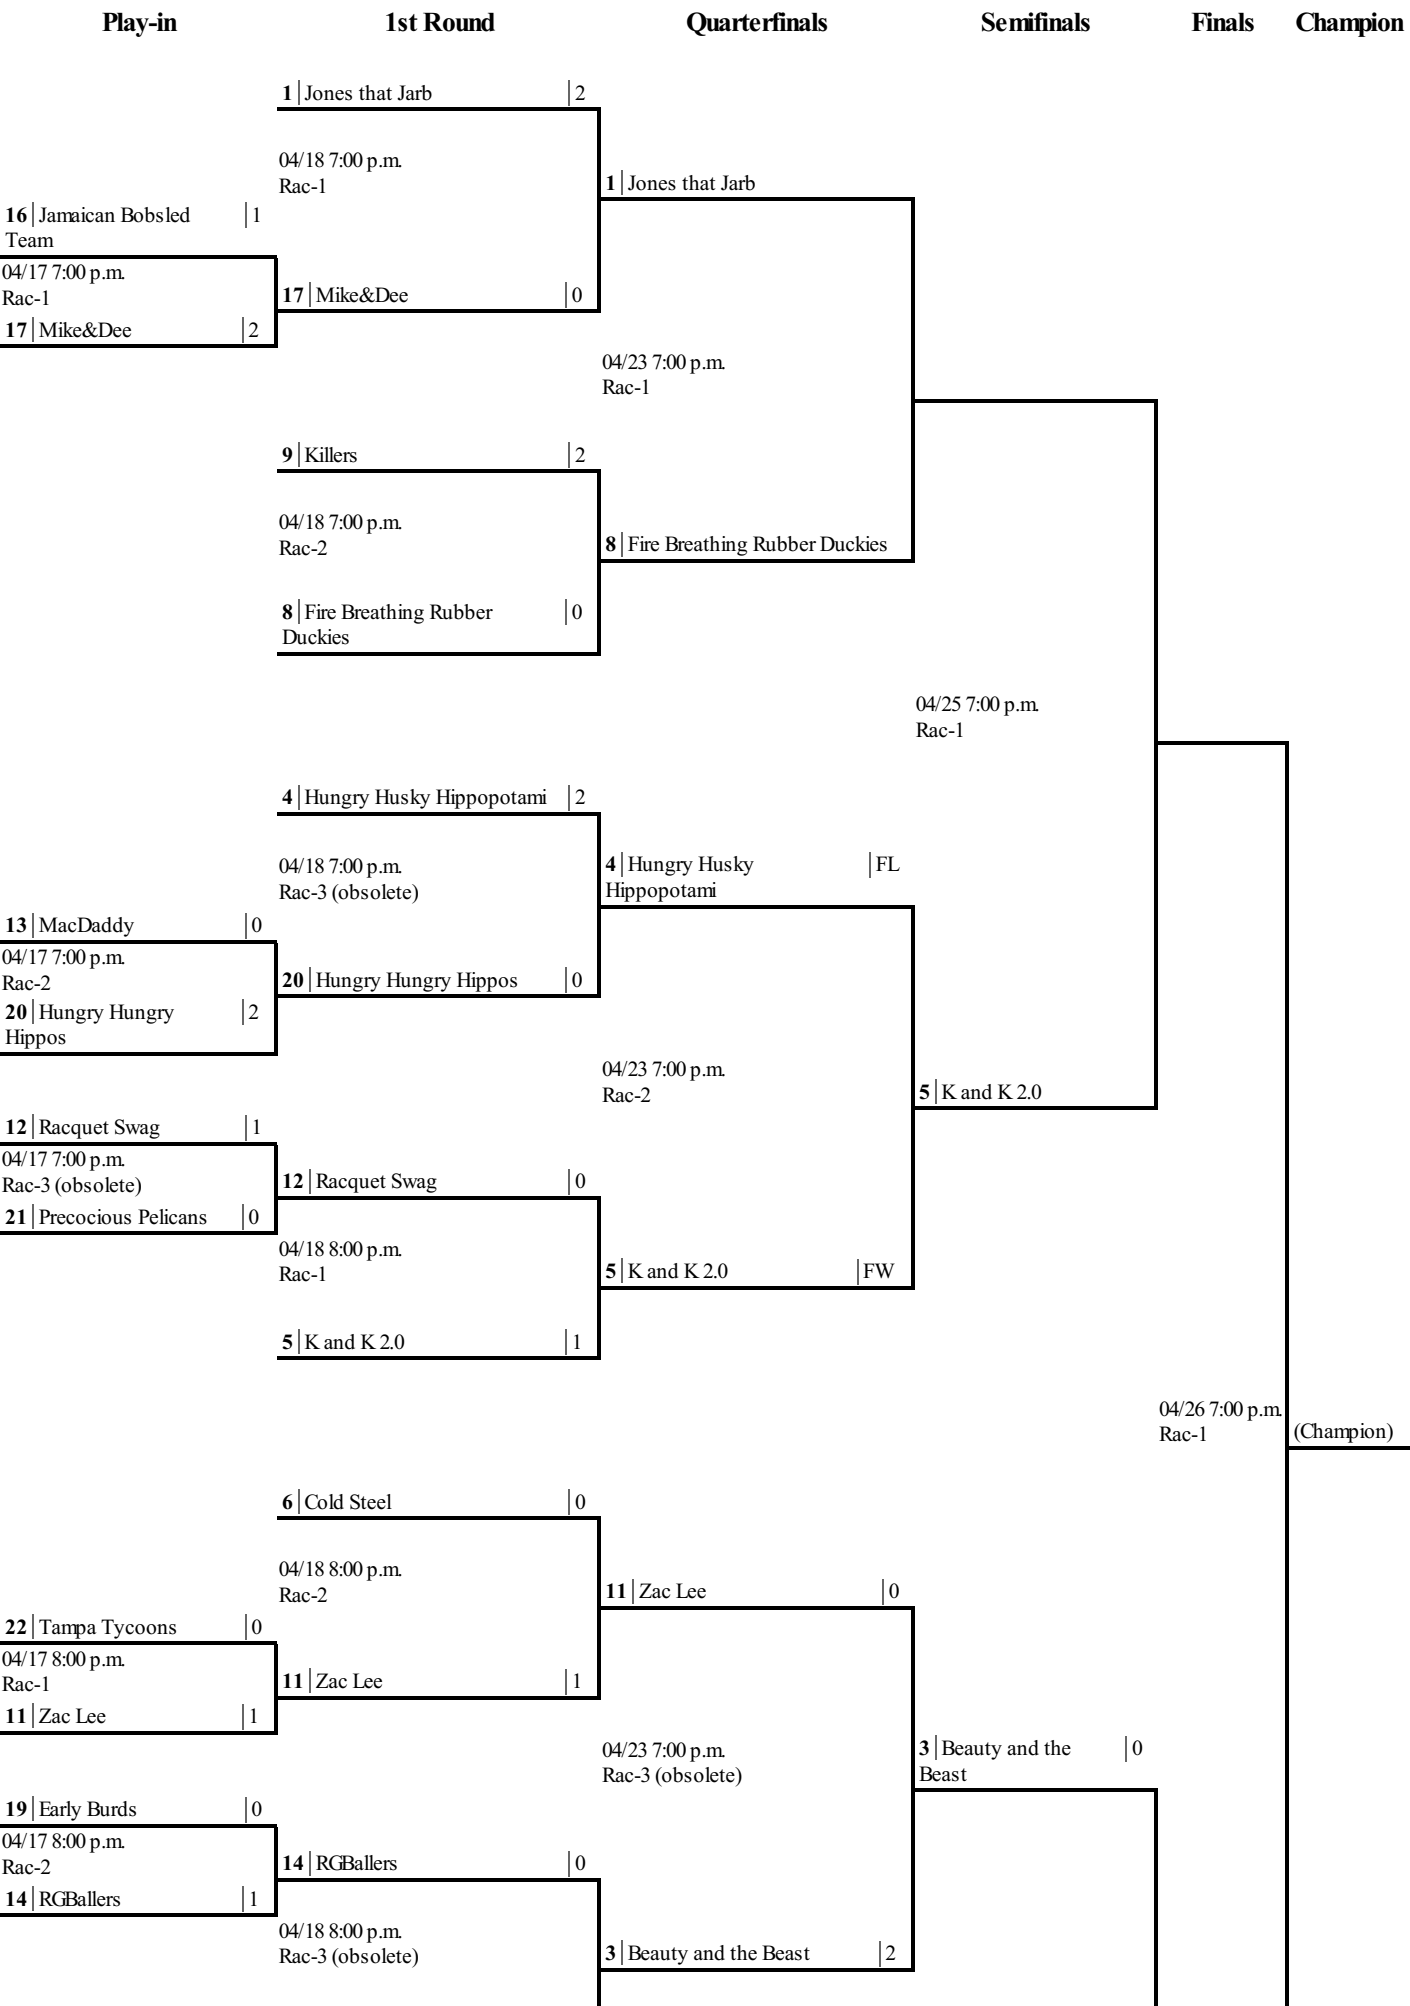 Play-in 1st Round Quarterfinals Semifinals Finals Champion
1 Jones that Jarb 2
04/18 7:00 p.m.
Rac-1
1 Jones that Jarb
16 Jamaican Bobsled 1
Team
04/17 7:00 p.m.
Rac-1
17 Mike&Dee 0
17 Mike&Dee 2
04/23 7:00 p.m.
Rac-1
9 Killers 2
04/18 7:00 p.m.
Rac-2
8 Fire Breathing Rubber Duckies
8 Fire Breathing Rubber 0
Duckies
04/25 7:00 p.m.
Rac-1
4 Hungry Husky Hippopotami 2
04/18 7:00 p.m.
Rac-3 (obsolete)
4 Hungry Husky FL
Hippopotami
13 MacDaddy 0
04/17 7:00 p.m.
Rac-2
20 Hungry Hungry Hippos 0
20 Hungry Hungry 2
Hippos
04/23 7:00 p.m.
Rac-2
5 K and K 2.0
12 Racquet Swag 1
04/17 7:00 p.m.
Rac-3 (obsolete)
12 Racquet Swag 0
21 Precocious Pelicans 0
04/18 8:00 p.m.
Rac-1
5 K and K 2.0 FW
5 K and K 2.0 1
04/26 7:00 p.m.
Rac-1
(Champion)
6 Cold Steel 0
04/18 8:00 p.m.
Rac-2
11 Zac Lee 0
22 Tampa Tycoons 0
04/17 8:00 p.m.
Rac-1
11 Zac Lee 1
11 Zac Lee 1
04/23 7:00 p.m.
Rac-3 (obsolete)
3 Beauty and the 0
Beast
19 Early Burds 0
04/17 8:00 p.m.
Rac-2
14 RGBallers 0
14 RGBallers 1
04/18 8:00 p.m.
Rac-3 (obsolete)
3 Beauty and the Beast 2